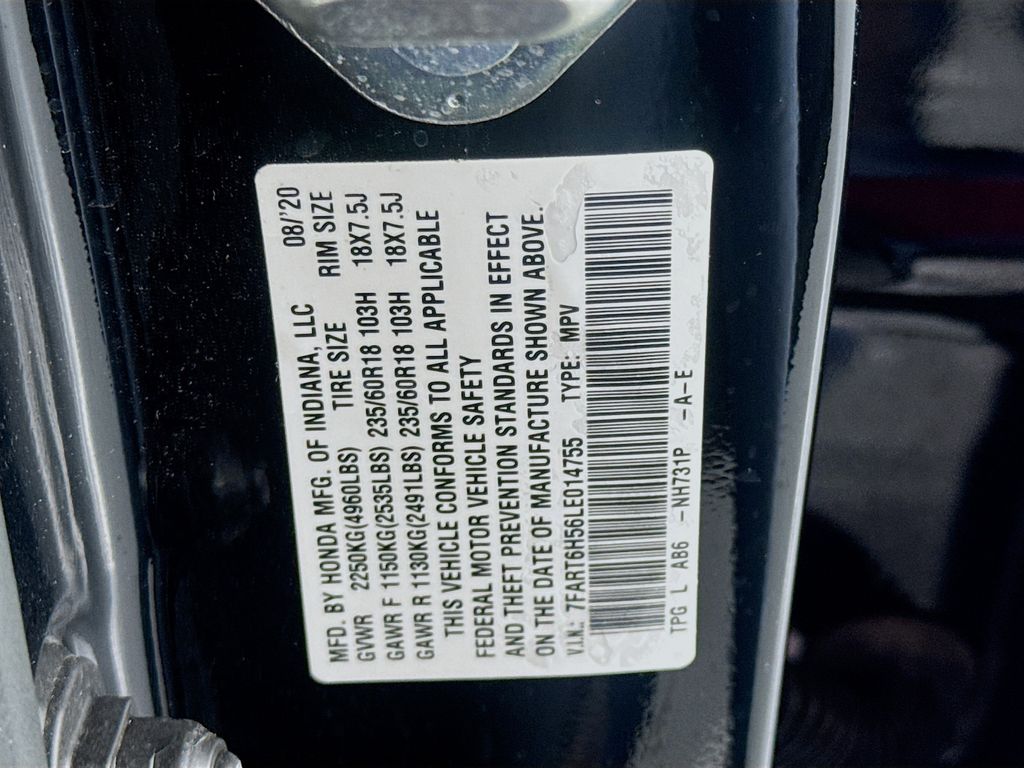 MFD. BY HONDA MFG. OF INDIANA, LLC 08/'20
GVWR 2250KG(4960LBS) TIRE SIZE RIM SIZE
GAWR F 1150KG(2535LBS) 235/60R18 103H 18X7.5J
GAWR R 1130KG(2491LBS) 235/60R18 103H 18X7.5J
THIS VEHICLE CONFORMS TO ALL APPLICABLE
FEDERAL MOTOR VEHICLE SAFETY
AND THEFT PREVENTION STANDARDS IN EFFECT
ON THE DATE OF MANUFACTURE SHOWN ABOVE.
V.I.N.: 7FART6H56LE014755 TYPE: MPV
TPG L AB6 -NH731P -A-E